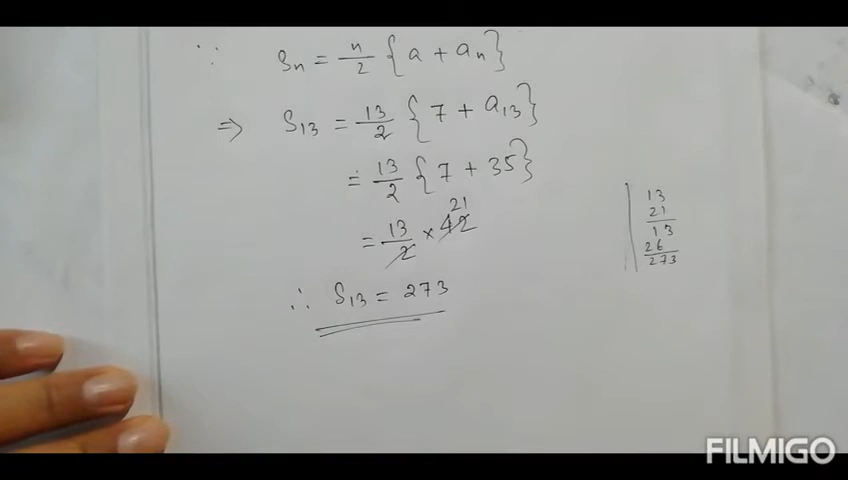 ∵ Sn = n/2 {a + an}
⇒ S13 = 13/2 {7 + a13}
= 13/2 {7 + 35}
= 13/2 × 42 21
∴ S13 = 273
13
21
13
26
273
FILMIGO